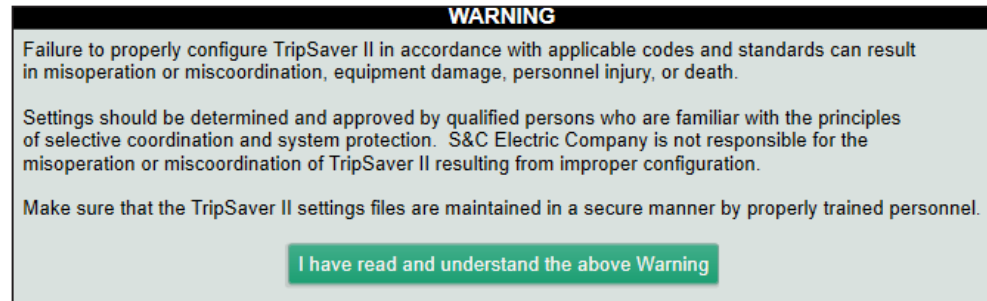 WARNING
Failure to properly configure TripSaver II in accordance with applicable codes and standards can result
in misoperation or miscoordination, equipment damage, personnel injury, or death.
Settings should be determined and approved by qualified persons who are familiar with the principles
of selective coordination and system protection.  S&C Electric Company is not responsible for the
misoperation or miscoordination of TripSaver II resulting from improper configuration.
Make sure that the TripSaver II settings files are maintained in a secure manner by properly trained personnel.
I have read and understand the above Warning